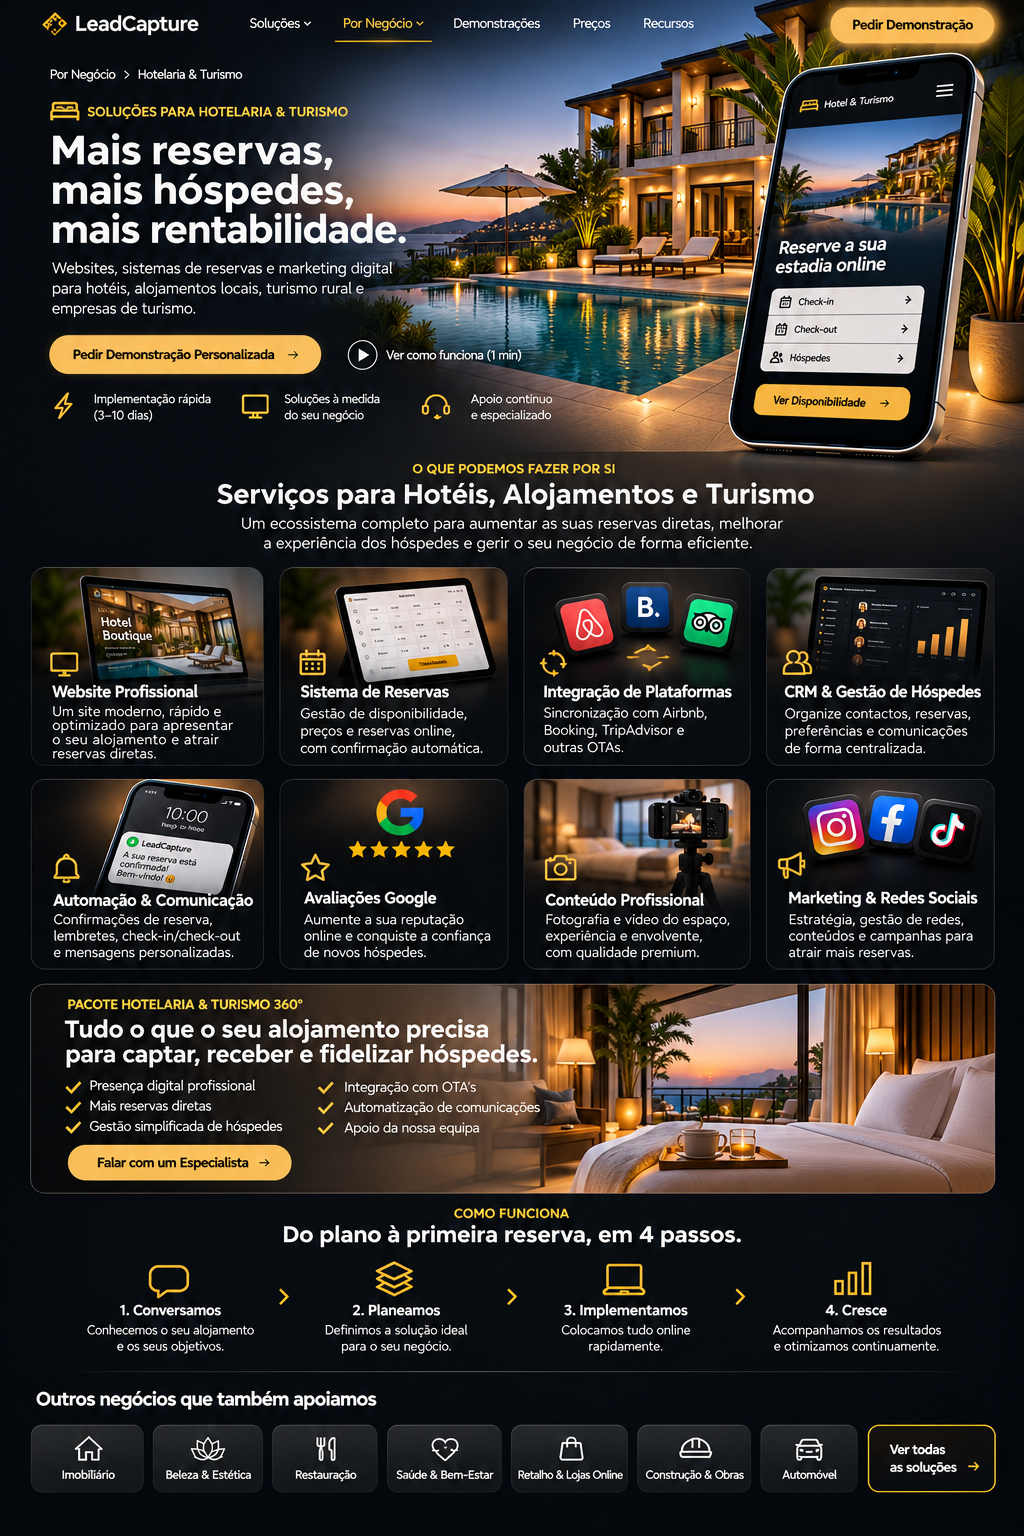 LeadCapture
Soluções
Por Negócio
Demonstrações
Preços
Recursos
Pedir Demonstração
Por Negócio > Hotelaria & Turismo
SOLUÇÕES PARA HOTELARIA & TURISMO
Mais reservas,
mais hóspedes,
mais rentabilidade.
Websites, sistemas de reservas e marketing digital
para hotéis, alojamentos locais, turismo rural e
empresas de turismo.
Pedir Demonstração Personalizada →
Ver como funciona (1 min)
Implementação rápida
(3–10 dias)
Soluções à medida
do seu negócio
Apoio contínuo
e especializado
Hotel & Turismo
Reserve a sua
estadia online
Check-in
Check-out
Hóspedes
Ver Disponibilidade →
O QUE PODEMOS FAZER POR SI
Serviços para Hotéis, Alojamentos e Turismo
Um ecossistema completo para aumentar as suas reservas diretas, melhorar
a experiência dos hóspedes e gerir o seu negócio de forma eficiente.
Hotel
Boutique
Website Profissional
Um site moderno, rápido e
optimizado para apresentar
o seu alojamento e atrair
reservas diretas.
Sistema de Reservas
Gestão de disponibilidade,
preços e reservas online,
com confirmação automática.
B.
Integração de Plataformas
Sincronização com Airbnb,
Booking, TripAdvisor e
outras OTAs.
CRM & Gestão de Hóspedes
Organize contactos, reservas,
preferências e comunicações
de forma centralizada.
10:00
LeadCapture
A sua reserva está
confirmada!
Bem-vindo!
Automação & Comunicação
Confirmações de reserva,
lembretes, check-in/check-out
e mensagens personalizadas.
Avaliações Google
Aumente a sua reputação
online e conquiste a confiança
de novos hóspedes.
Conteúdo Profissional
Fotografia e vídeo do espaço,
experiência e envolvente,
com qualidade premium.
Marketing & Redes Sociais
Estratégia, gestão de redes,
conteúdos e campanhas para
atrair mais reservas.
PACOTE HOTELARIA & TURISMO 360°
Tudo o que o seu alojamento precisa
para captar, receber e fidelizar hóspedes.
Presença digital profissional
Mais reservas diretas
Gestão simplificada de hóspedes
Integração com OTA's
Automatização de comunicações
Apoio da nossa equipa
Falar com um Especialista →
COMO FUNCIONA
Do plano à primeira reserva, em 4 passos.
1. Conversamos
Conhecemos o seu alojamento
e os seus objetivos.
2. Planeamos
Definimos a solução ideal
para o seu negócio.
3. Implementamos
Colocamos tudo online
rapidamente.
4. Cresce
Acompanhamos os resultados
e otimizamos continuamente.
Outros negócios que também apoiamos
Imobiliário
Beleza & Estética
Restauração
Saúde & Bem-Estar
Retalho & Lojas Online
Construção & Obras
Automóvel
Ver todas
as soluções →